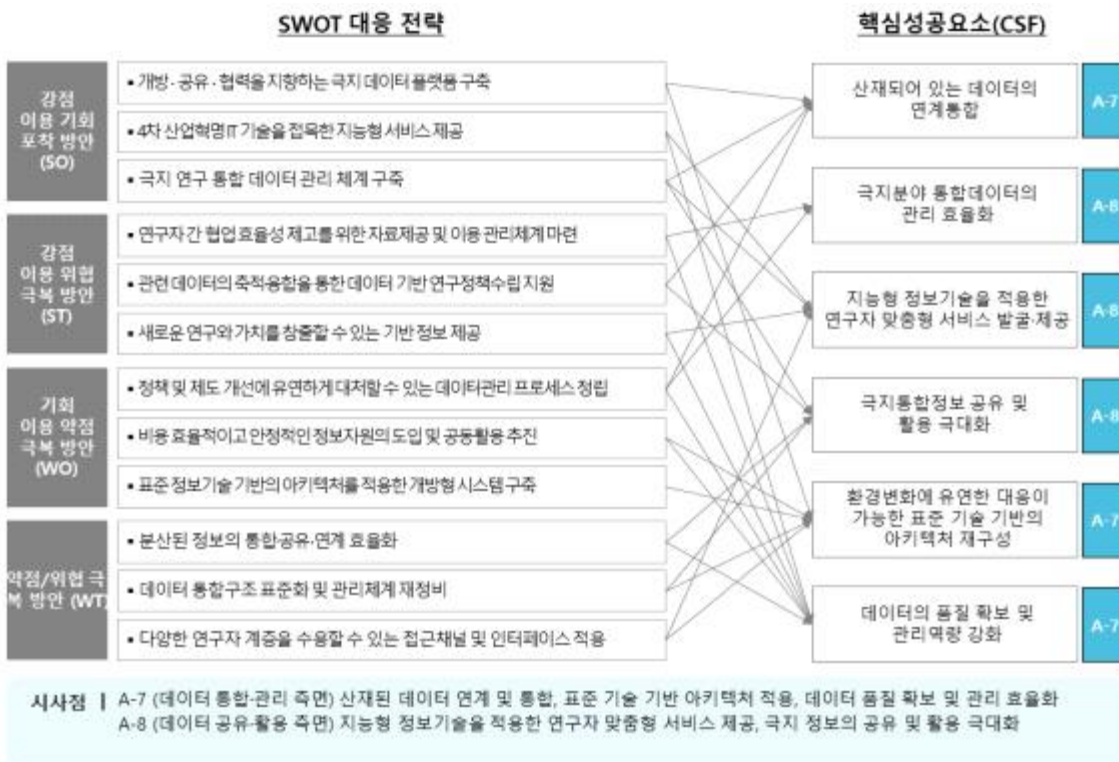 SWOT 대응 전략
핵심성공요소(CSF)
강점
이용 기회
포착 방안
(SO)
▪ 개방·공유·협력을 지향하는 극지 데이터 플랫폼 구축
▪ 4차 산업혁명 IT 기술을 접목한 지능형 서비스 제공
▪ 극지 연구 통합 데이터 관리 체계 구축
강점
이용 위협
극복 방안
(ST)
▪ 연구자 간 협업 효율성 제고를 위한 자료제공 및 이용 관리체계 마련
▪ 관련 데이터의 축적융합을 통한 데이터 기반 연구정책수립 지원
▪ 새로운 연구와 가치를 창출할 수 있는 기반 정보 제공
기회
이용 약점
극복 방안
(WO)
▪ 정책 및 제도 개선에 유연하게 대처할 수 있는 데이터관리 프로세스 정립
▪ 비용 효율적이고 안정적인 정보자원의 도입 및 공동활용 추진
▪ 표준 정보기술 기반의 아키텍처를 적용한 개방형 시스템 구축
약점/위협 극
복 방안 (WT)
▪ 분산된 정보의 통합·공유·연계 효율화
▪ 데이터 통합구조 표준화 및 관리체계 재정비
▪ 다양한 연구자 계층을 수용할 수 있는 접근채널 및 인터페이스 적용
산재되어 있는 데이터의
연계통합
A-7
극지분야 통합데이터의
관리 효율화
A-8
지능형 정보기술을 적용한
연구자 맞춤형 서비스 발굴·제공
A-8
극지통합정보 공유 및
활용 극대화
A-8
환경변화에 유연한 대응이
가능한 표준 기술 기반의
아키텍처 재구성
A-7
데이터의 품질 확보 및
관리역량 강화
A-7
시사점 | A-7 (데이터 통합·관리 측면) 산재된 데이터 연계 및 통합, 표준 기술 기반 아키텍처 적용, 데이터 품질 확보 및 관리 효율화
A-8 (데이터 공유·활용 측면) 지능형 정보기술을 적용한 연구자 맞춤형 서비스 제공, 극지 정보의 공유 및 활용 극대화